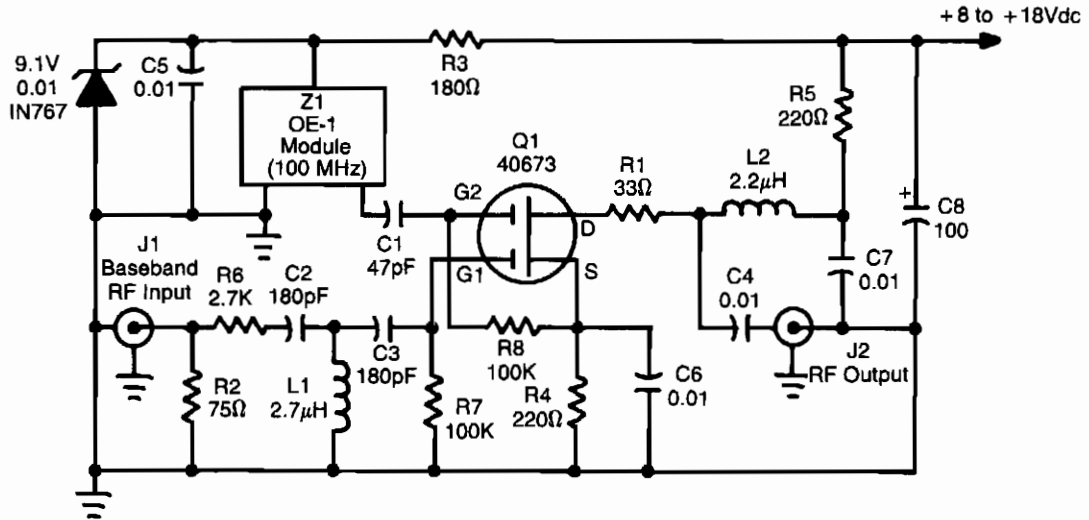 +8 to +18Vdc
9.1V
0.01
IN767
C5
0.01
Z1
OE-1
Module
(100 MHz)
R3
180Ω
R5
220Ω
Q1
40673
R1
33Ω
L2
2.2μH
+
C8
100
G2
D
C1
47pF
G1
S
C7
0.01
J1
Baseband
RF Input
R6
2.7K
C2
180pF
C4
0.01
C3
180pF
R8
100K
J2
RF Output
R2
75Ω
L1
2.7μH
R7
100K
R4
220Ω
C6
0.01